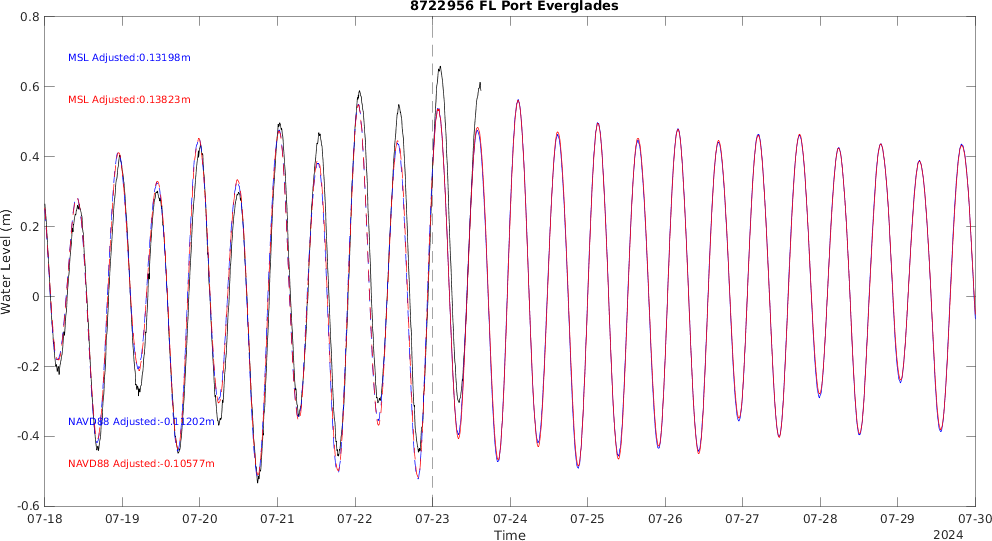 8722956 FL Port Everglades
0.8
0.6
0.4
0.2
0
-0.2
-0.4
-0.6
Water Level (m)
MSL Adjusted:0.13198m
MSL Adjusted:0.13823m
NAVD88 Adjusted:-0.11202m
NAVD88 Adjusted:-0.10577m
07-18 07-19 07-20 07-21 07-22 07-23 07-24 07-25 07-26 07-27 07-28 07-29 07-30
Time
2024